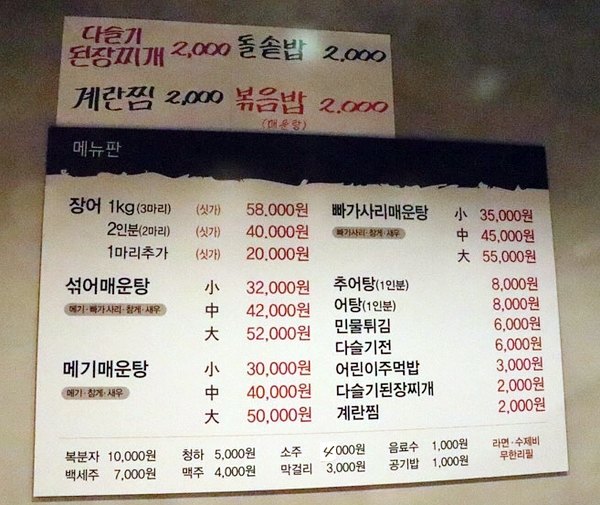 다슬기
된장찌개 2,000 돌솥밥 2,000
계란찜 2,000 볶음밥 2,000
(매운탕)
메뉴판
장어 1kg(3마리) (싯가) 58,000원
2인분(2마리) (싯가) 40,000원
1마리추가 (싯가) 20,000원
섞어매운탕 小 32,000원
메기·빠가사리·참게·새우 中 42,000원
大 52,000원
메기매운탕 小 30,000원
메기·참게·새우 中 40,000원
大 50,000원
빠가사리매운탕 小 35,000원
빠가사리·참게·새우 中 45,000원
大 55,000원
추어탕(1인분) 8,000원
어탕(1인분) 8,000원
민물튀김 6,000원
다슬기전 6,000원
어린이주먹밥 3,000원
다슬기된장찌개 2,000원
계란찜 2,000원
복분자 10,000원 청하 5,000원 소주 4,000원 음료수 1,000원
백세주 7,000원 맥주 4,000원 막걸리 3,000원 공기밥 1,000원
라면·수제비
무한리필